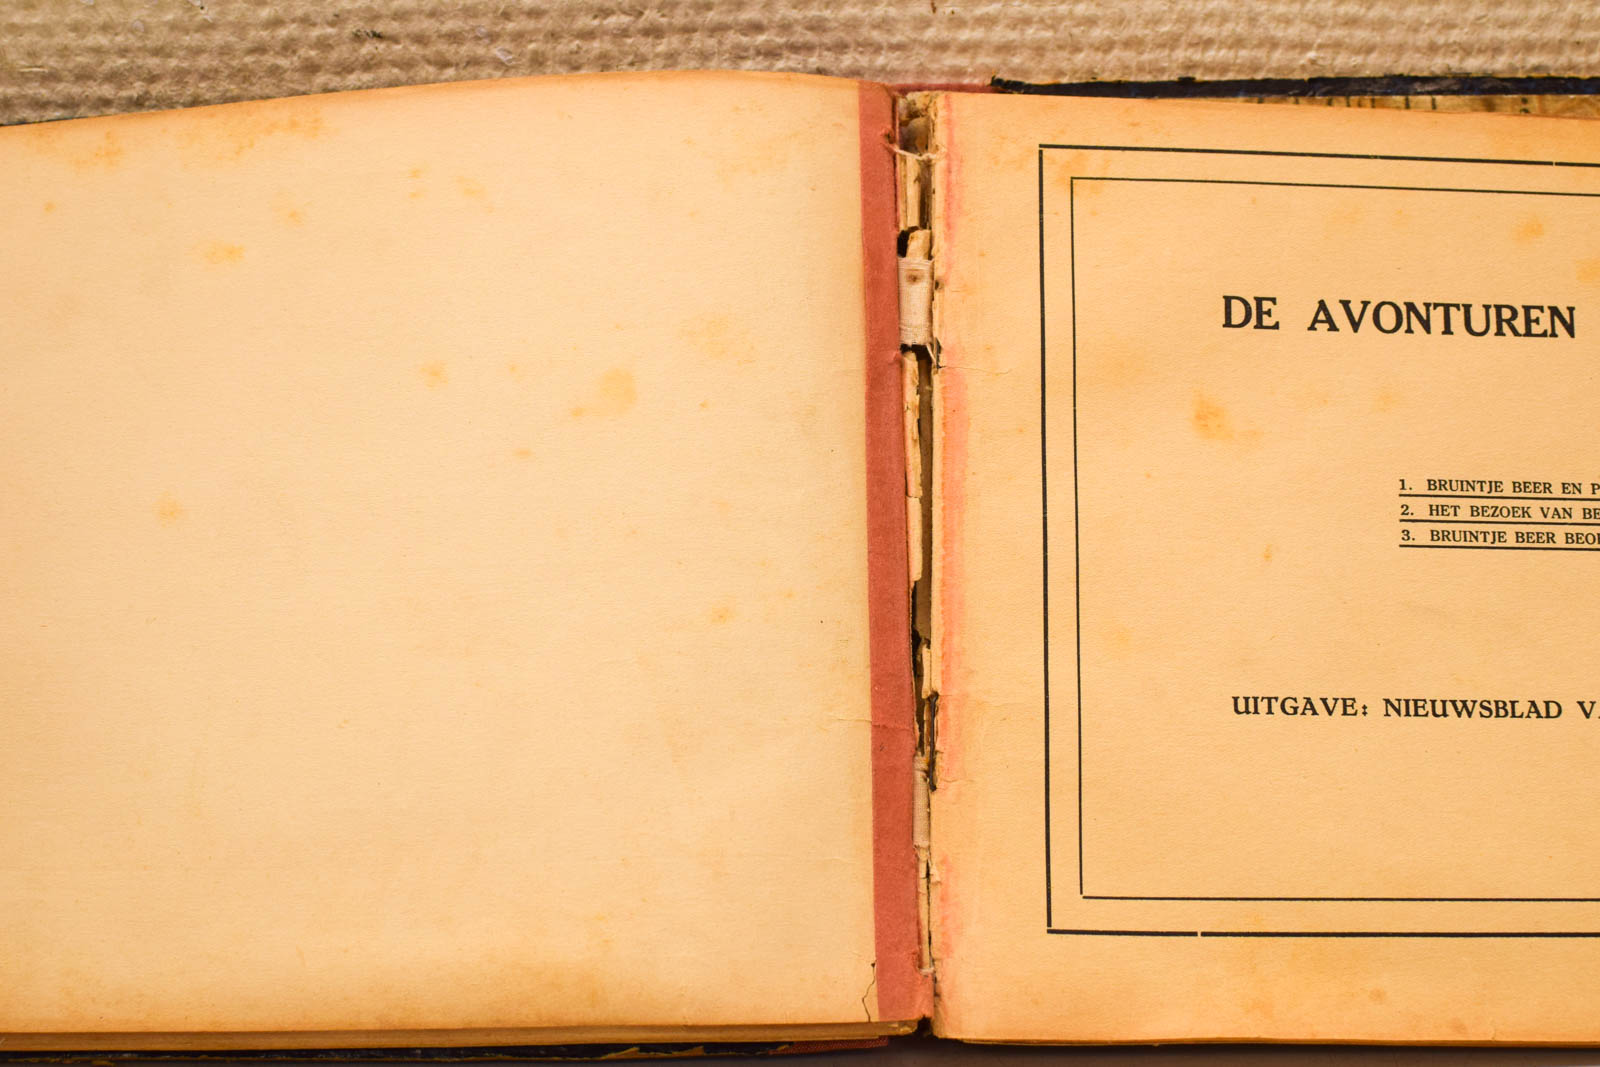 DE AVONTUREN
1. BRUINTJE BEER EN
2. HET BEZOEK VAN
3. BRUINTJE BEER
UITGAVE: NIEUWSBLAD